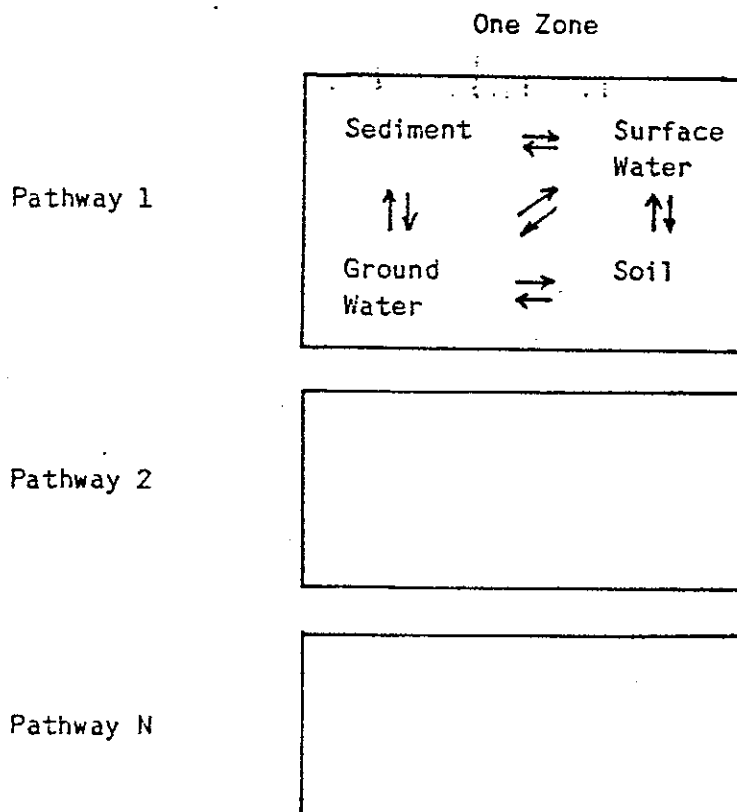 One Zone
Pathway 1
Sediment
Surface
Water
Ground
Water
Soil
Pathway 2
Pathway N